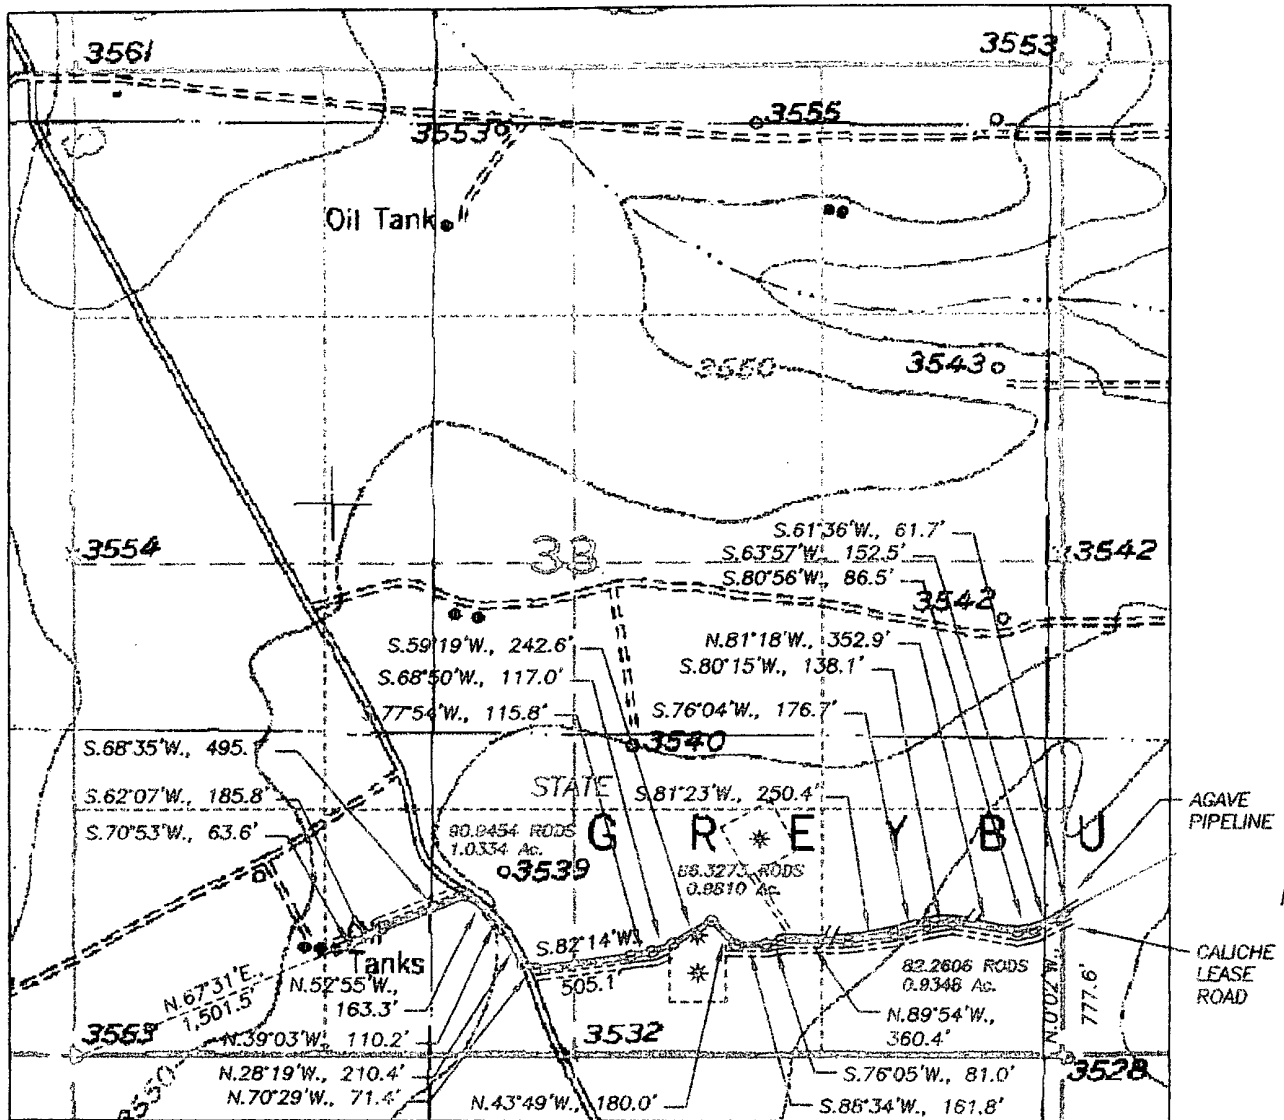 3561
3553
3553
3555
Oil Tank
3550
3543
3554
33
3542
S.61°36'W., 61.7'
S.63°57'W., 152.5'
S.80°56'W., 86.5'
3542
S.59°19'W., 242.6'
S.68°50'W., 117.0'
77°54'W., 115.8'
N.81°18'W., 352.9'
S.80°15'W., 138.1'
S.76°04'W., 176.7'
3540
S.68°35'W., 495.
S.62°07'W., 185.8'
S.70°53'W., 63.6'
STATE
S.81°23'W., 250.4'
AGAVE
PIPELINE
90.9454 RODS
1.0334 Ac.
G R E Y B U
3539
86.3273 RODS
0.9810 Ac.
S.82°14'W.
505.1'
Tanks
N.67°31'E.,
1,501.5'
N.52°55'W.,
163.3'
82.2606 RODS
0.9348 Ac.
CALICHE
LEASE
ROAD
N.0°02'W.,
777.6'
N.89°54'W.,
360.4'
3553
N.39°03'W., 110.2'
3532
3528
N.28°19'W., 210.4'
S.76°05'W., 81.0'
3550
N.70°29'W., 71.4'
N.43°49'W., 180.0'
S.86°34'W., 161.8'